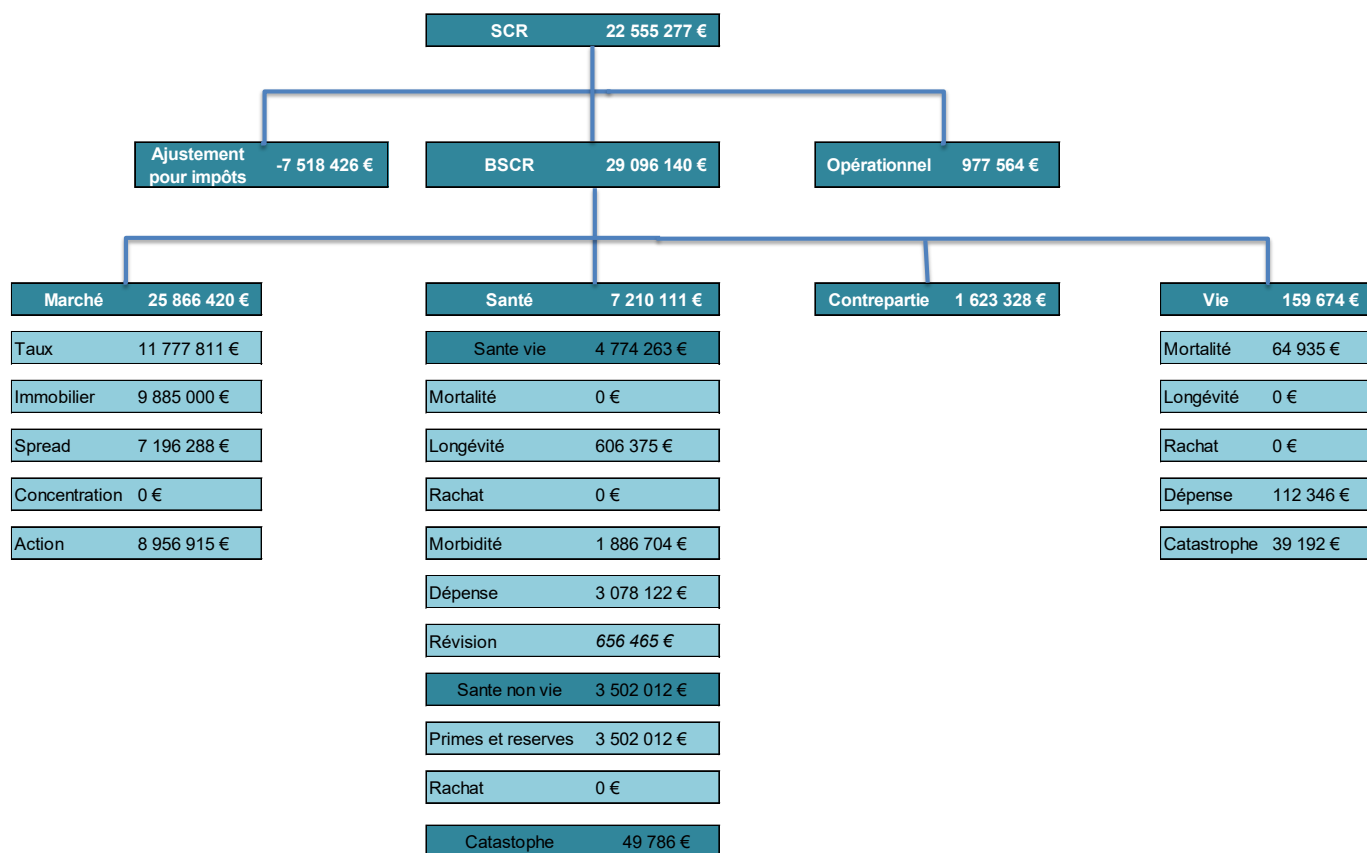 SCR 22 555 277 €
Ajustement pour impôts -7 518 426 €
BSCR 29 096 140 €
Opérationnel 977 564 €
Marché 25 866 420 €
Taux 11 777 811 €
Immobilier 9 885 000 €
Spread 7 196 288 €
Concentration 0 €
Action 8 956 915 €
Santé 7 210 111 €
Sante vie 4 774 263 €
Mortalité 0 €
Longévité 606 375 €
Rachat 0 €
Morbidité 1 886 704 €
Dépense 3 078 122 €
Révision 656 465 €
Sante non vie 3 502 012 €
Primes et reserves 3 502 012 €
Rachat 0 €
Catastophe 49 786 €
Contrepartie 1 623 328 €
Vie 159 674 €
Mortalité 64 935 €
Longévité 0 €
Rachat 0 €
Dépense 112 346 €
Catastrophe 39 192 €